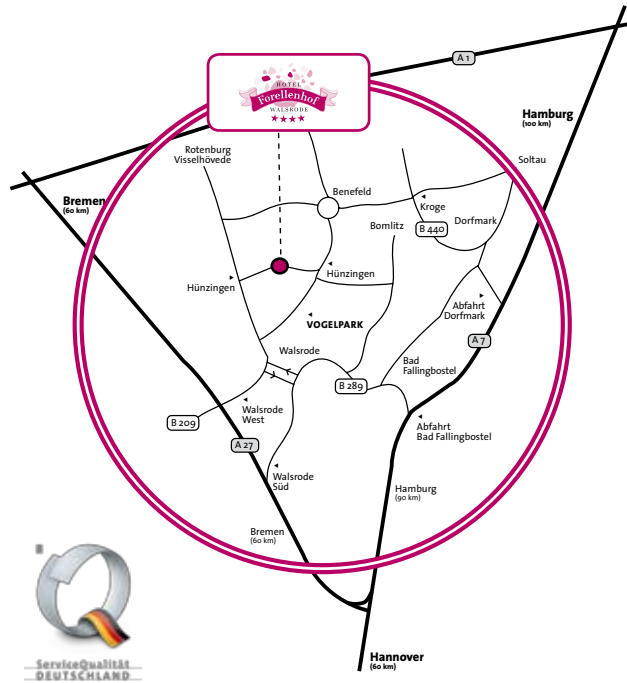 A 1
HOTEL
Forellenhof
WALSRODE
Hamburg
(100 km)
Rotenburg
Visselhövede
Soltau
Bremen
(60 km)
Benefeld
Kroge
Dorfmark
Bomlitz
B 440
Hünzingen
Hünzingen
Abfahrt
Dorfmark
VOGELPARK
A 7
Walsrode
Bad
Fallingbostel
B 289
Walsrode
West
B 209
A 27
Abfahrt
Bad Fallingbostel
Walsrode
Süd
Hamburg
(90 km)
Bremen
(60 km)
Hannover
(60 km)
ServiceQualität
DEUTSCHLAND